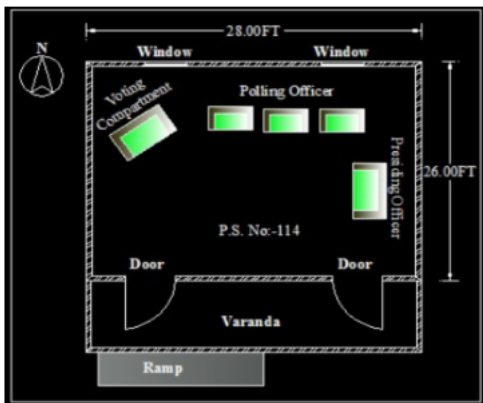 28.00FT
N
Window
Window
Voting
Compartment
Polling Officer
Presiding Officer
26.00FT
P.S. No:-114
Door
Door
Varanda
Ramp